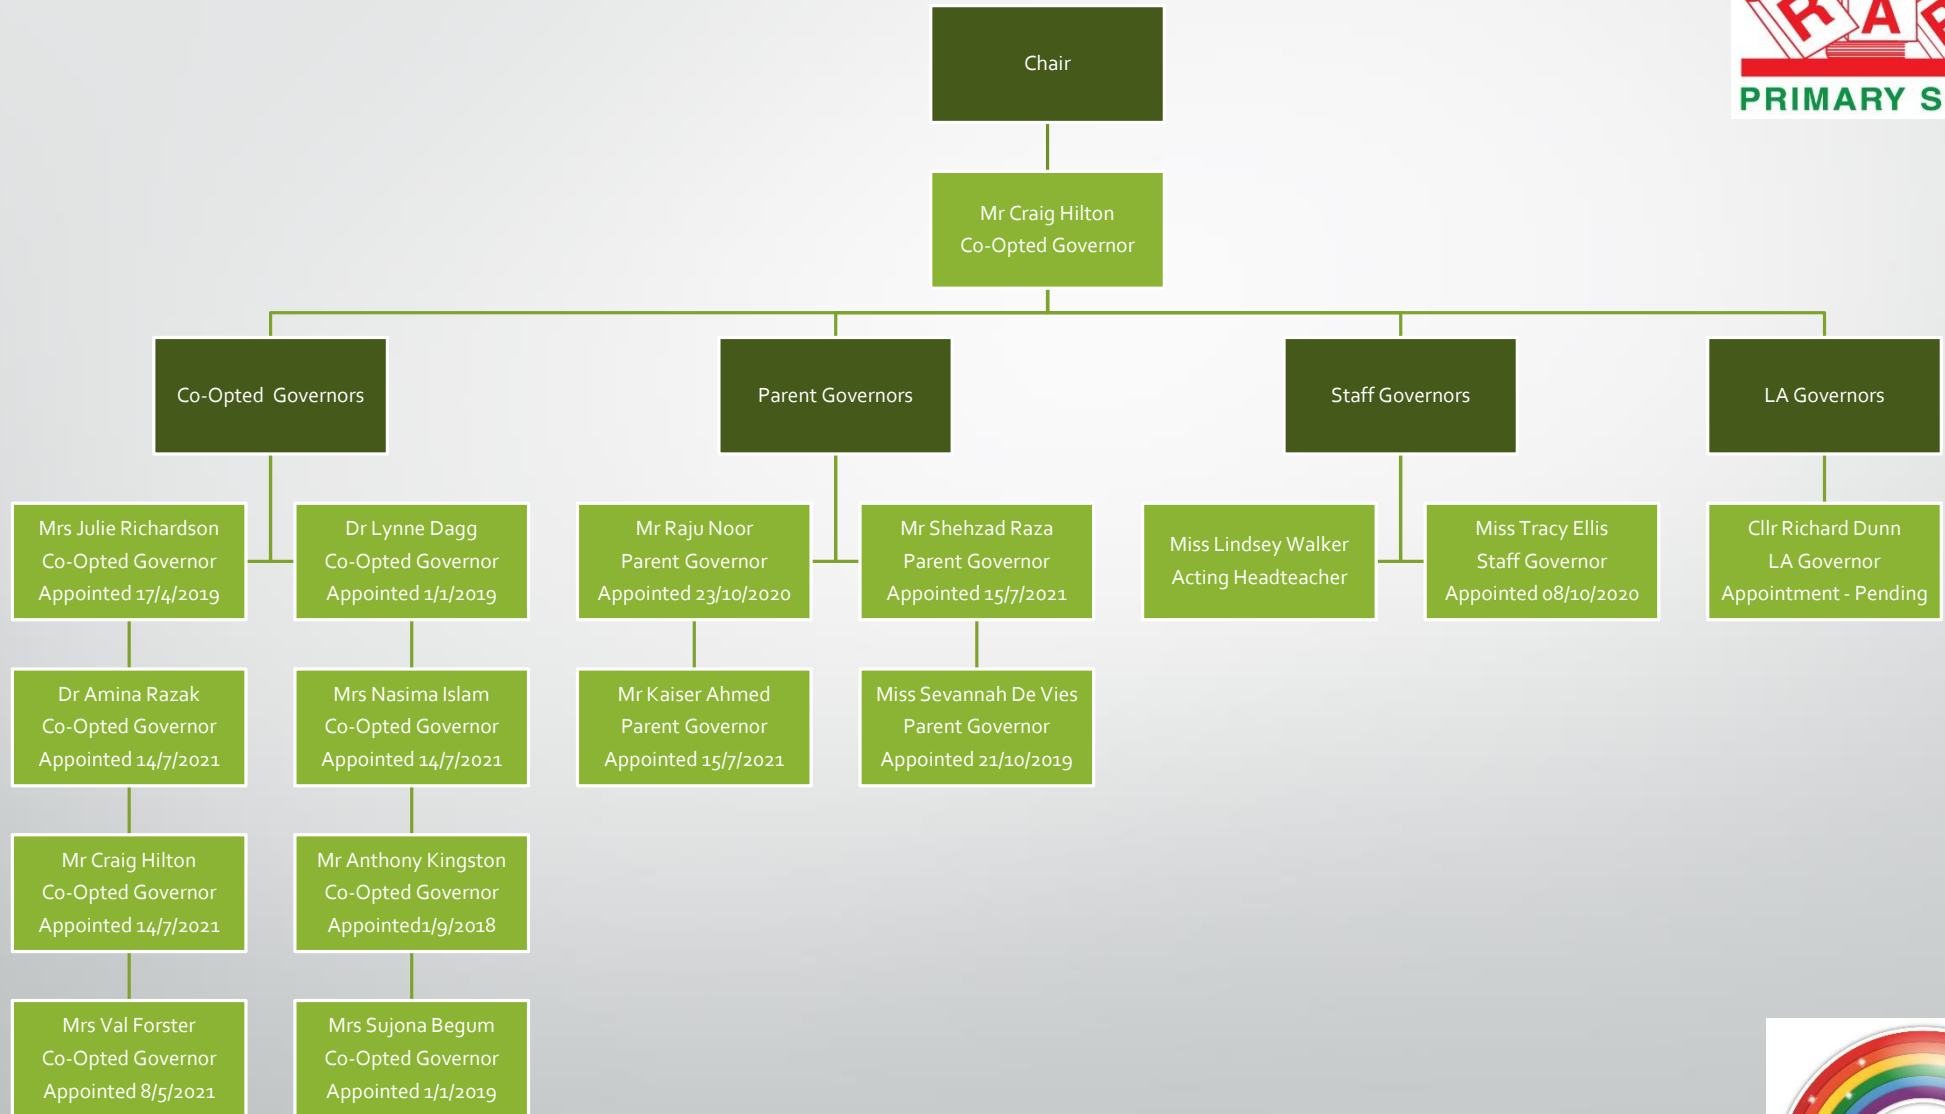 Chair
PRIMARY S
Mr Craig Hilton
Co-Opted Governor
Co-Opted Governors
Parent Governors
Staff Governors
LA Governors
Mrs Julie Richardson
Co-Opted Governor
Appointed 17/4/2019
Dr Lynne Dagg
Co-Opted Governor
Appointed 1/1/2019
Mr Raju Noor
Parent Governor
Appointed 23/10/2020
Mr Shehzad Raza
Parent Governor
Appointed 15/7/2021
Miss Lindsey Walker
Acting Headteacher
Miss Tracy Ellis
Staff Governor
Appointed 08/10/2020
Cllr Richard Dunn
LA Governor
Appointment - Pending
Dr Amina Razak
Co-Opted Governor
Appointed 14/7/2021
Mrs Nasima Islam
Co-Opted Governor
Appointed 14/7/2021
Mr Kaiser Ahmed
Parent Governor
Appointed 15/7/2021
Miss Sevannah De Vies
Parent Governor
Appointed 21/10/2019
Mr Craig Hilton
Co-Opted Governor
Appointed 14/7/2021
Mr Anthony Kingston
Co-Opted Governor
Appointed1/9/2018
Mrs Val Forster
Co-Opted Governor
Appointed 8/5/2021
Mrs Sujona Begum
Co-Opted Governor
Appointed 1/1/2019